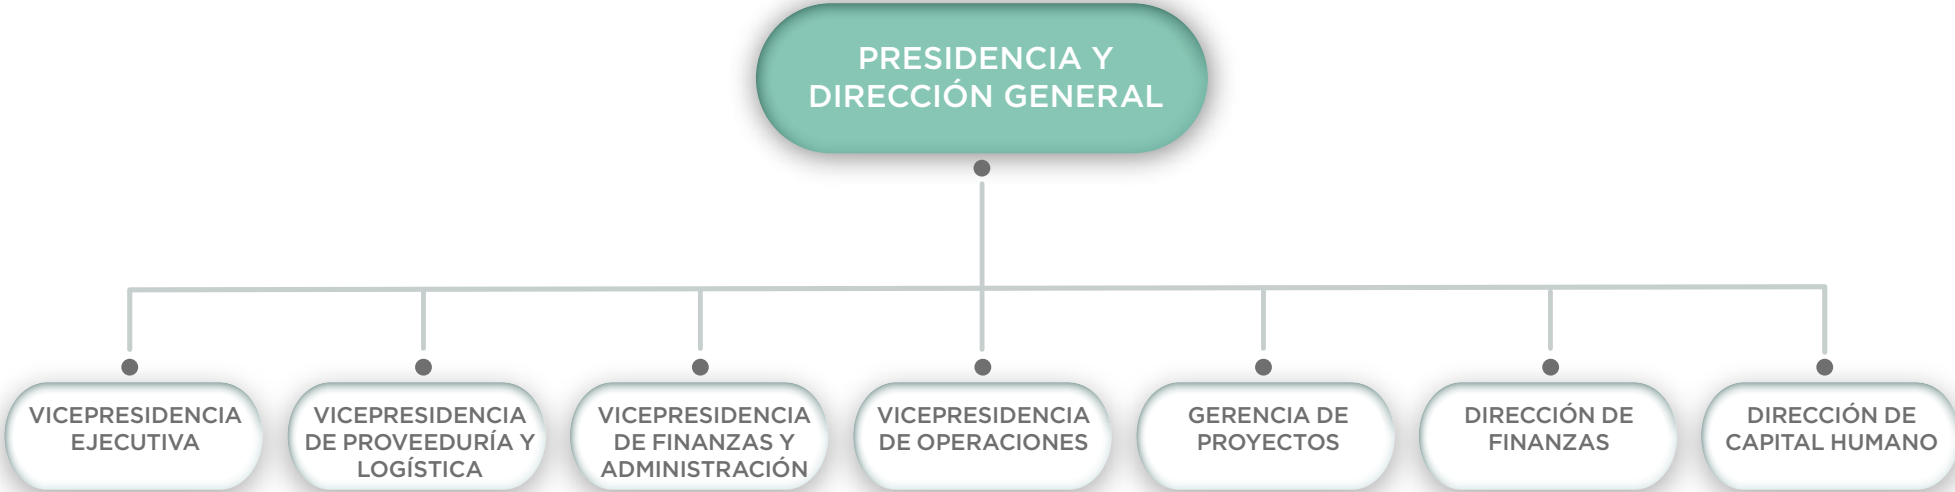 PRESIDENCIA Y
DIRECCIÓN GENERAL
VICEPRESIDENCIA
EJECUTIVA
VICEPRESIDENCIA
DE PROVEEDURÍA Y
LOGÍSTICA
VICEPRESIDENCIA
DE FINANZAS Y
ADMINISTRACIÓN
VICEPRESIDENCIA
DE OPERACIONES
GERENCIA DE
PROYECTOS
DIRECCIÓN DE
FINANZAS
DIRECCIÓN DE
CAPITAL HUMANO